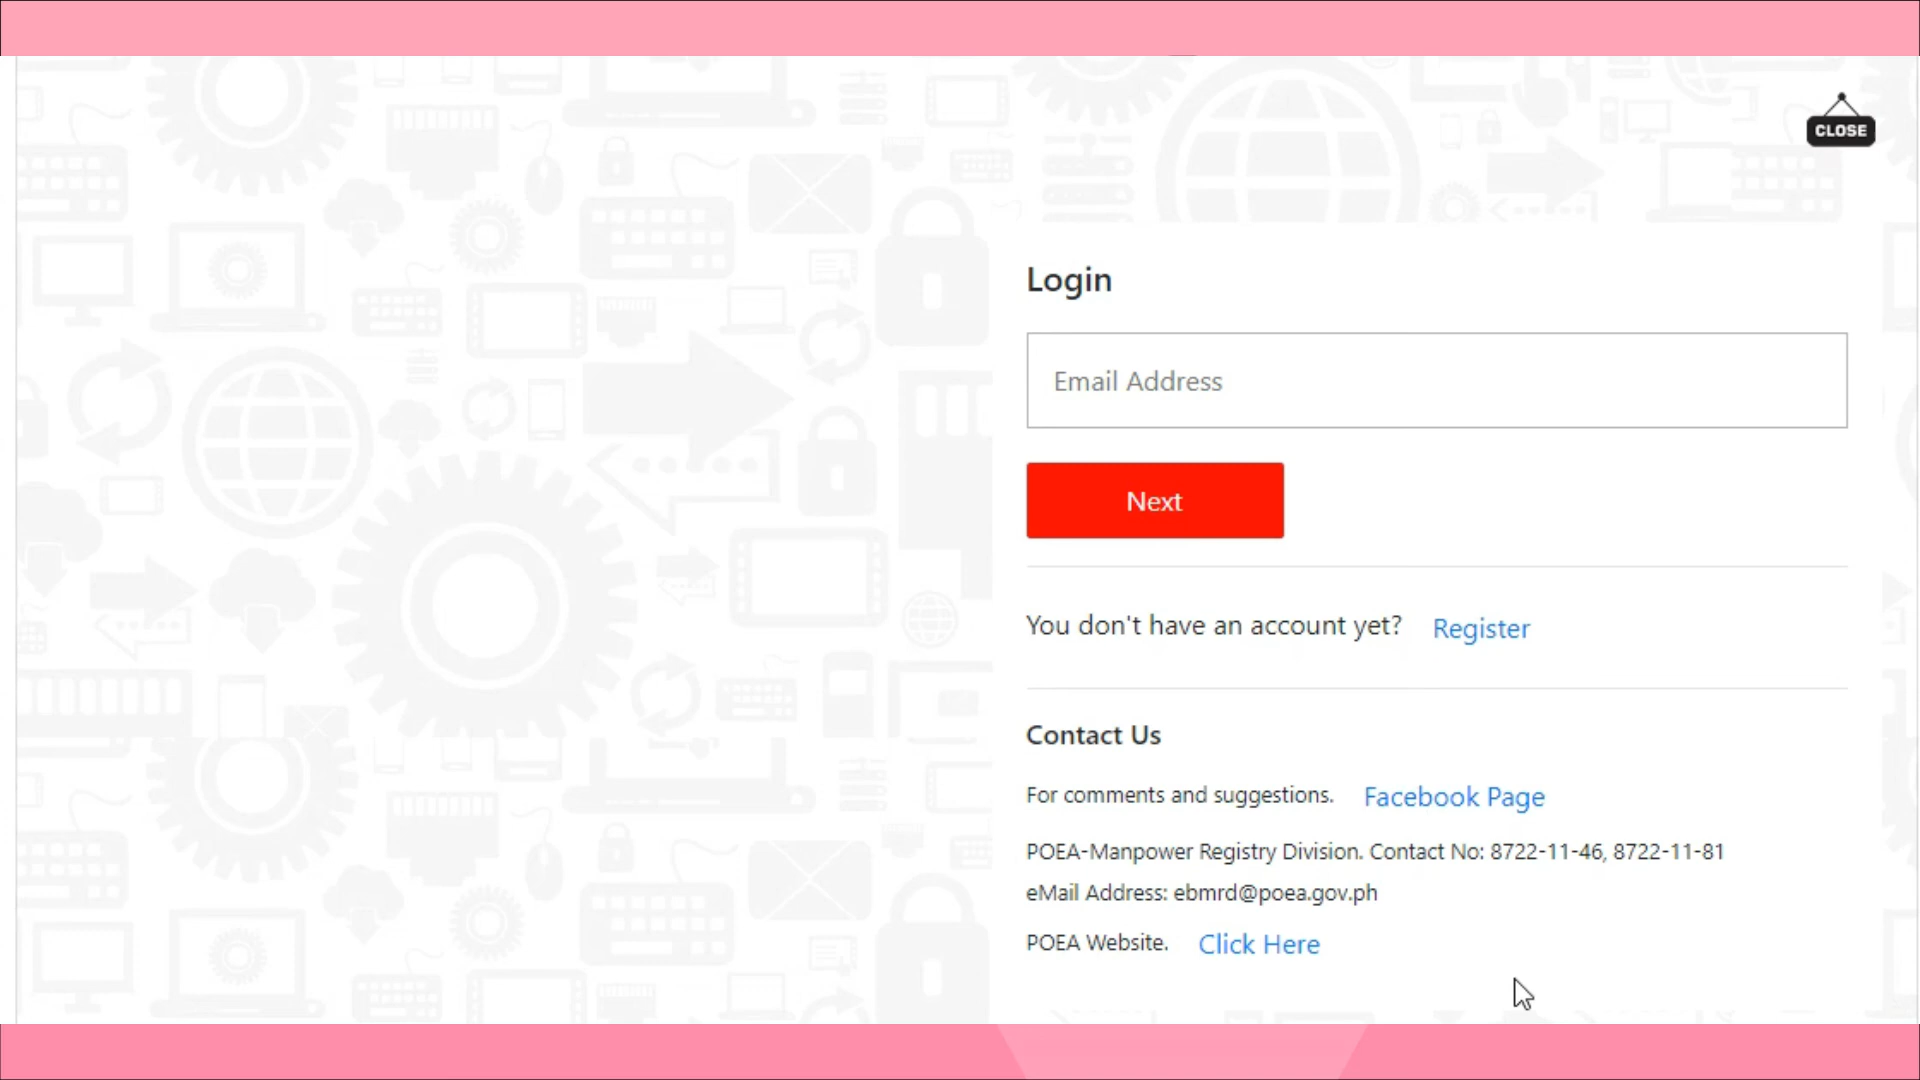 CLOSE
Login
Email Address
Next
You don't have an account yet? Register
Contact Us
For comments and suggestions. Facebook Page
POEA-Manpower Registry Division. Contact No: 8722-11-46, 8722-11-81
eMail Address: ebmrd@poea.gov.ph
POEA Website. Click Here